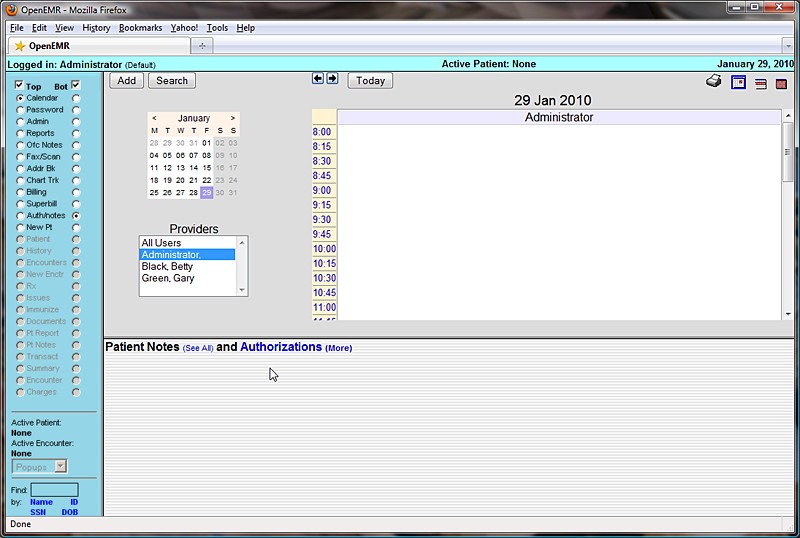 OpenEMR - Mozilla Firefox
File Edit View History Bookmarks Yahoo! Tools Help
OpenEMR
Logged in: Administrator (Default) Active Patient: None January 29, 2010
Top Bot
Calendar
Password
Admin
Reports
Ofc Notes
Fax/Scan
Addr Bk
Chart Trk
Billing
Superbill
Auth/notes
New Pt
Patient
History
Encounters
New Enctr
Rx
Issues
Immunize
Documents
Pt Report
Pt Notes
Transact
Summary
Encounter
Charges
Active Patient:
None
Active Encounter:
None
Popups
Find:
by: Name ID
SSN DOB
Add Search Today
< January >
M T W T F S S
28 29 30 31 01 02 03
04 05 06 07 08 09 10
11 12 13 14 15 16 17
18 19 20 21 22 23 24
25 26 27 28 29 30 31
Providers
All Users
Administrator,
Black, Betty
Green, Gary
29 Jan 2010
Administrator
8:00
8:15
8:30
8:45
9:00
9:15
9:30
9:45
10:00
10:15
10:30
10:45
11:00
11:15
Patient Notes (See All) and Authorizations (More)
Done